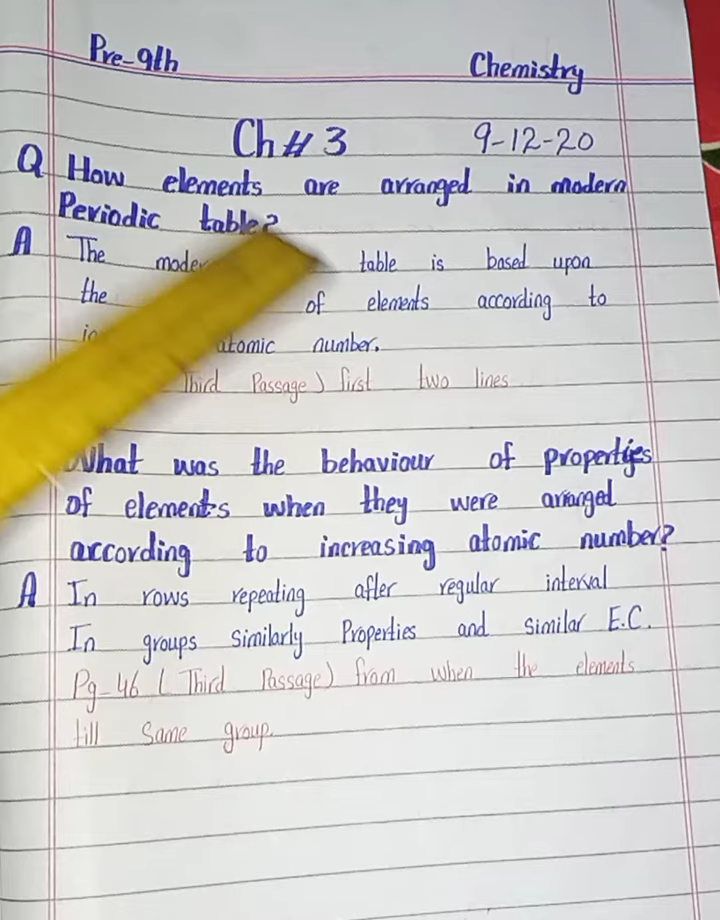 Pre-9th Chemistry
Ch # 3 9-12-20
Q How elements are arranged in modern
Periodic table?
A The table is based upon
the of elements according to
atomic number.
Third Passage) first two lines
What was the behaviour of properties
of elements when they were arranged
according to increasing atomic number?
A In rows repeating after regular interval
In groups Similarly Properties and similar E.C.
Pg-46 (Third Passage) from when the elements
till Same group.